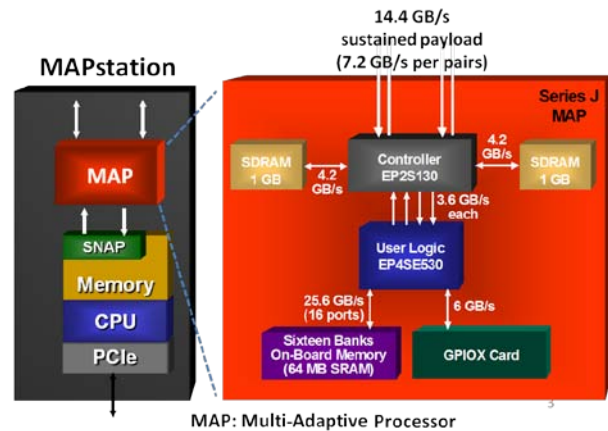 14.4 GB/s
sustained payload
(7.2 GB/s per pairs)
MAPstation
MAP
SNAP
Memory
CPU
PCIe
Series J
MAP
SDRAM
1 GB
4.2
GB/s
Controller
EP2S130
4.2
GB/s
SDRAM
1 GB
3.6 GB/s
each
User Logic
EP4SE530
25.6 GB/s
(16 ports)
6 GB/s
Sixteen Banks
On-Board Memory
(64 MB SRAM)
GPIOX Card
3
MAP: Multi-Adaptive Processor